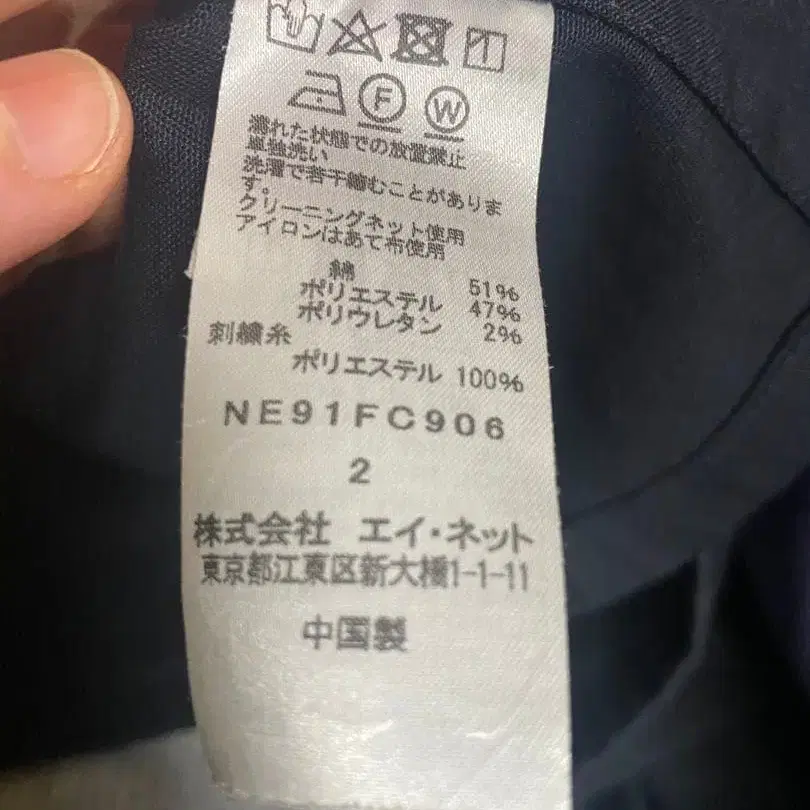 F W
濡れた状態での放置禁止
単独洗い
洗濯で若干縮むことがありま
す。
クリーニングネット使用
アイロンはあて布使用
綿 51%
ポリエステル 47%
ポリウレタン 2%
刺繍糸
ポリエステル 100%
NE91FC906
2
株式会社 エイ・ネット
東京都江東区新大橋1-1-11
中国製